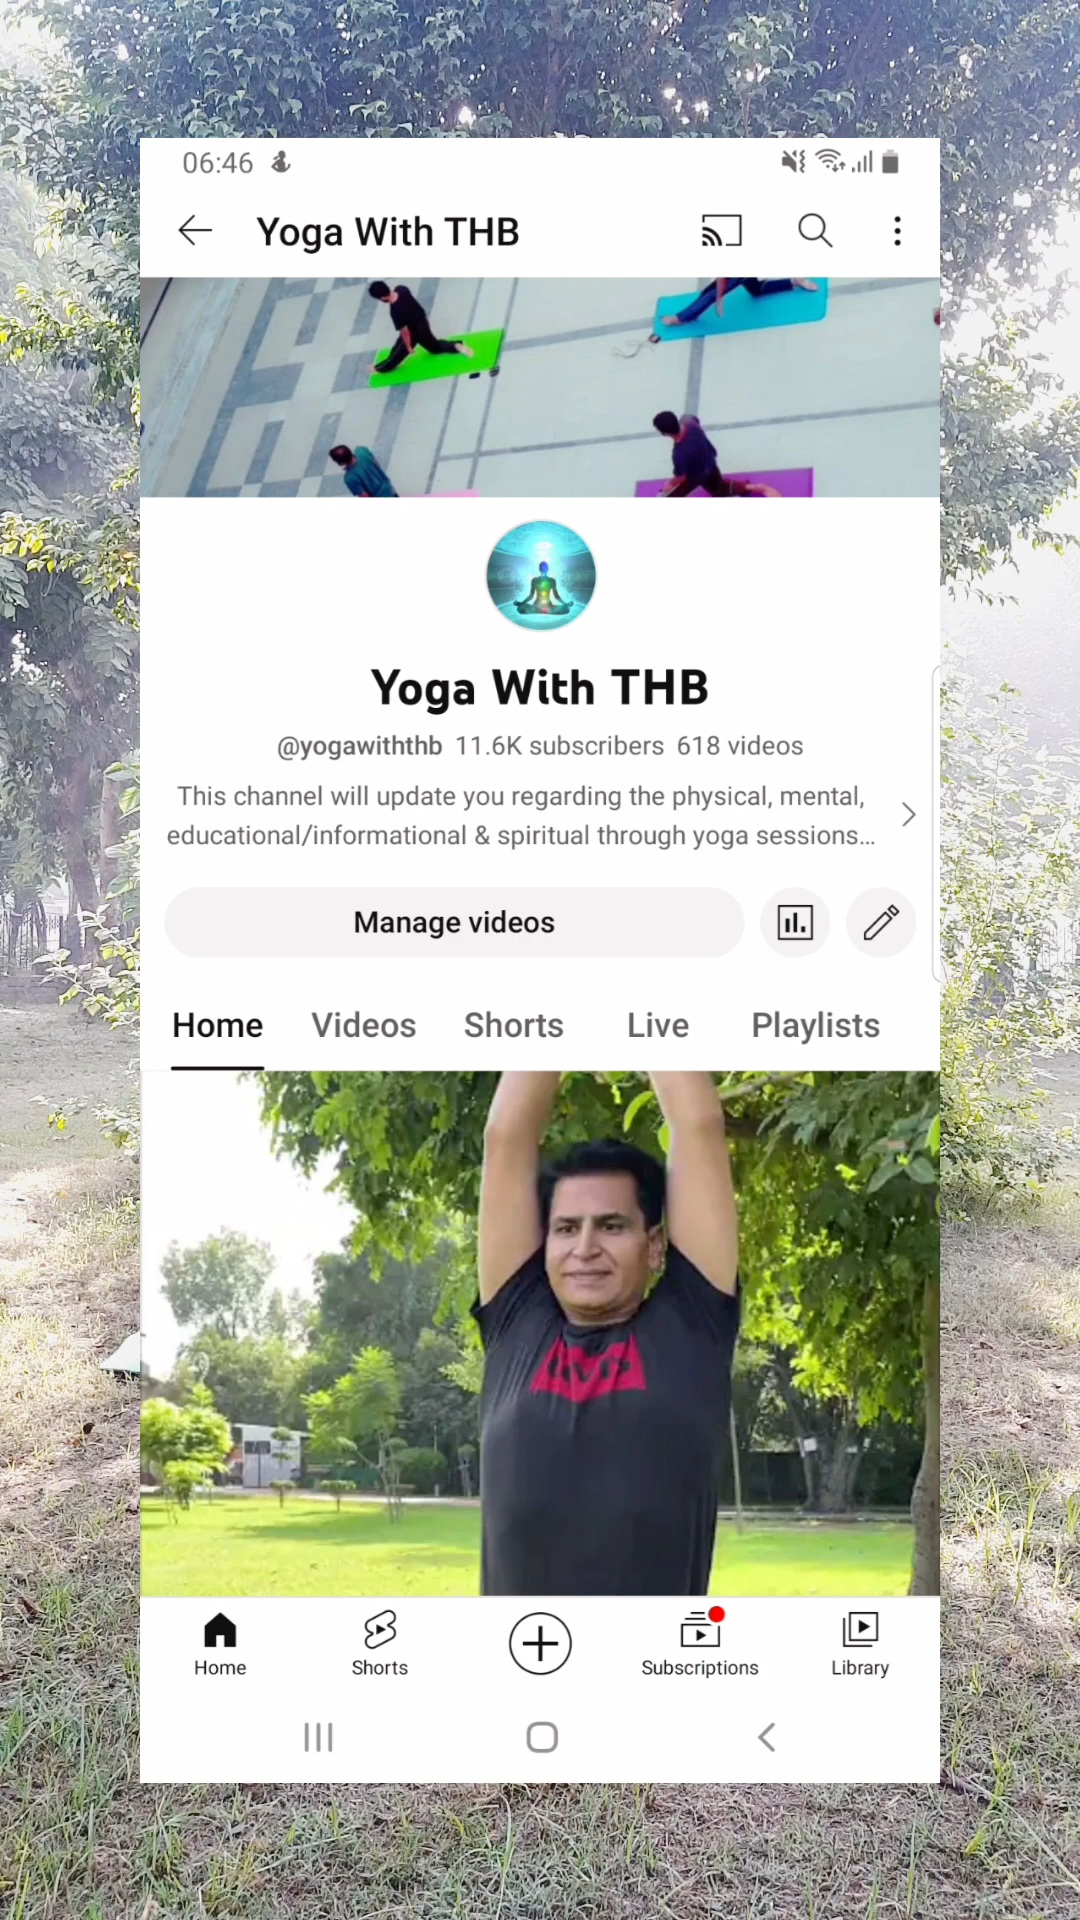 06:46
Yoga With THB
Yoga With THB
@yogawiththb 11.6K subscribers 618 videos
This channel will update you regarding the physical, mental,
educational/informational & spiritual through yoga sessions...
Manage videos
Home Videos Shorts Live Playlists
Home Shorts Subscriptions Library